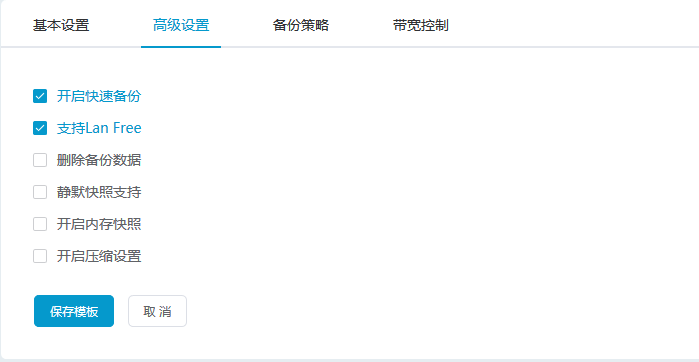 基本设置 高级设置 备份策略 带宽控制
开启快速备份
支持Lan Free
删除备份数据
静默快照支持
开启内存快照
开启压缩设置
保存模板 取 消